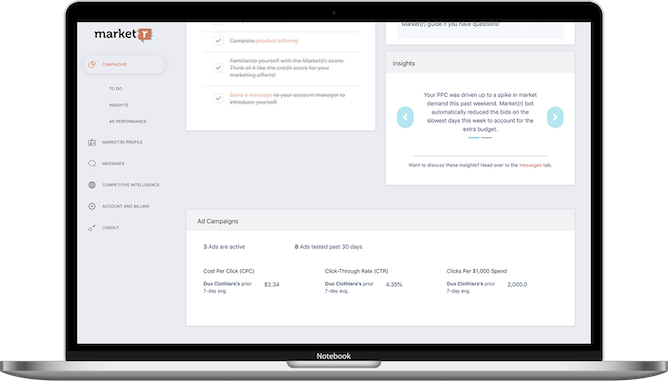 Market(r) guide if you have questions!
market r
Complete product offering
Familiarize yourself with the Market(r) score.
Think of it like the credit score for your
marketing efforts!
Send a message to your account manager to
introduce yourself.
CAMPAIGNS
TO DO
INSIGHTS
AD PERFORMANCE
MARKET(R) PROFILE
MESSAGES
COMPETITIVE INTELLIGENCE
ACCOUNT AND BILLING
LOGOUT
Insights
Your PPC was driven up to a spike in market
demand this past weekend. Market(r) bot
automatically reduced the bids on the
slowest days this week to account for the
extra budget.
Want to discuss these insights? Head over to the messages tab.
Ad Campaigns
3 Ads are active
8 Ads tested past 30 days
Cost Per Click (CPC)
Click-Through Rate (CTR)
Clicks Per $1,000 Spend
Duo Clothiers's prior
7-day avg.
$2.34
Duo Clothiers's prior
7-day avg.
4.35%
Duo Clothiers's prior
7-day avg.
2,000.0
Notebook